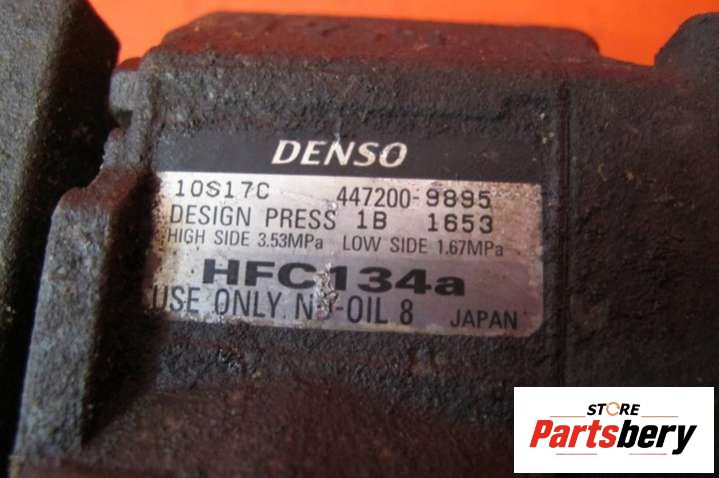 DENSO
10S17C 447200-9895
DESIGN PRESS 1B 1653
HIGH SIDE 3.53MPa LOW SIDE 1.67MPa
HFC134a
USE ONLY ND-OIL 8 JAPAN
STORE
Partsbery